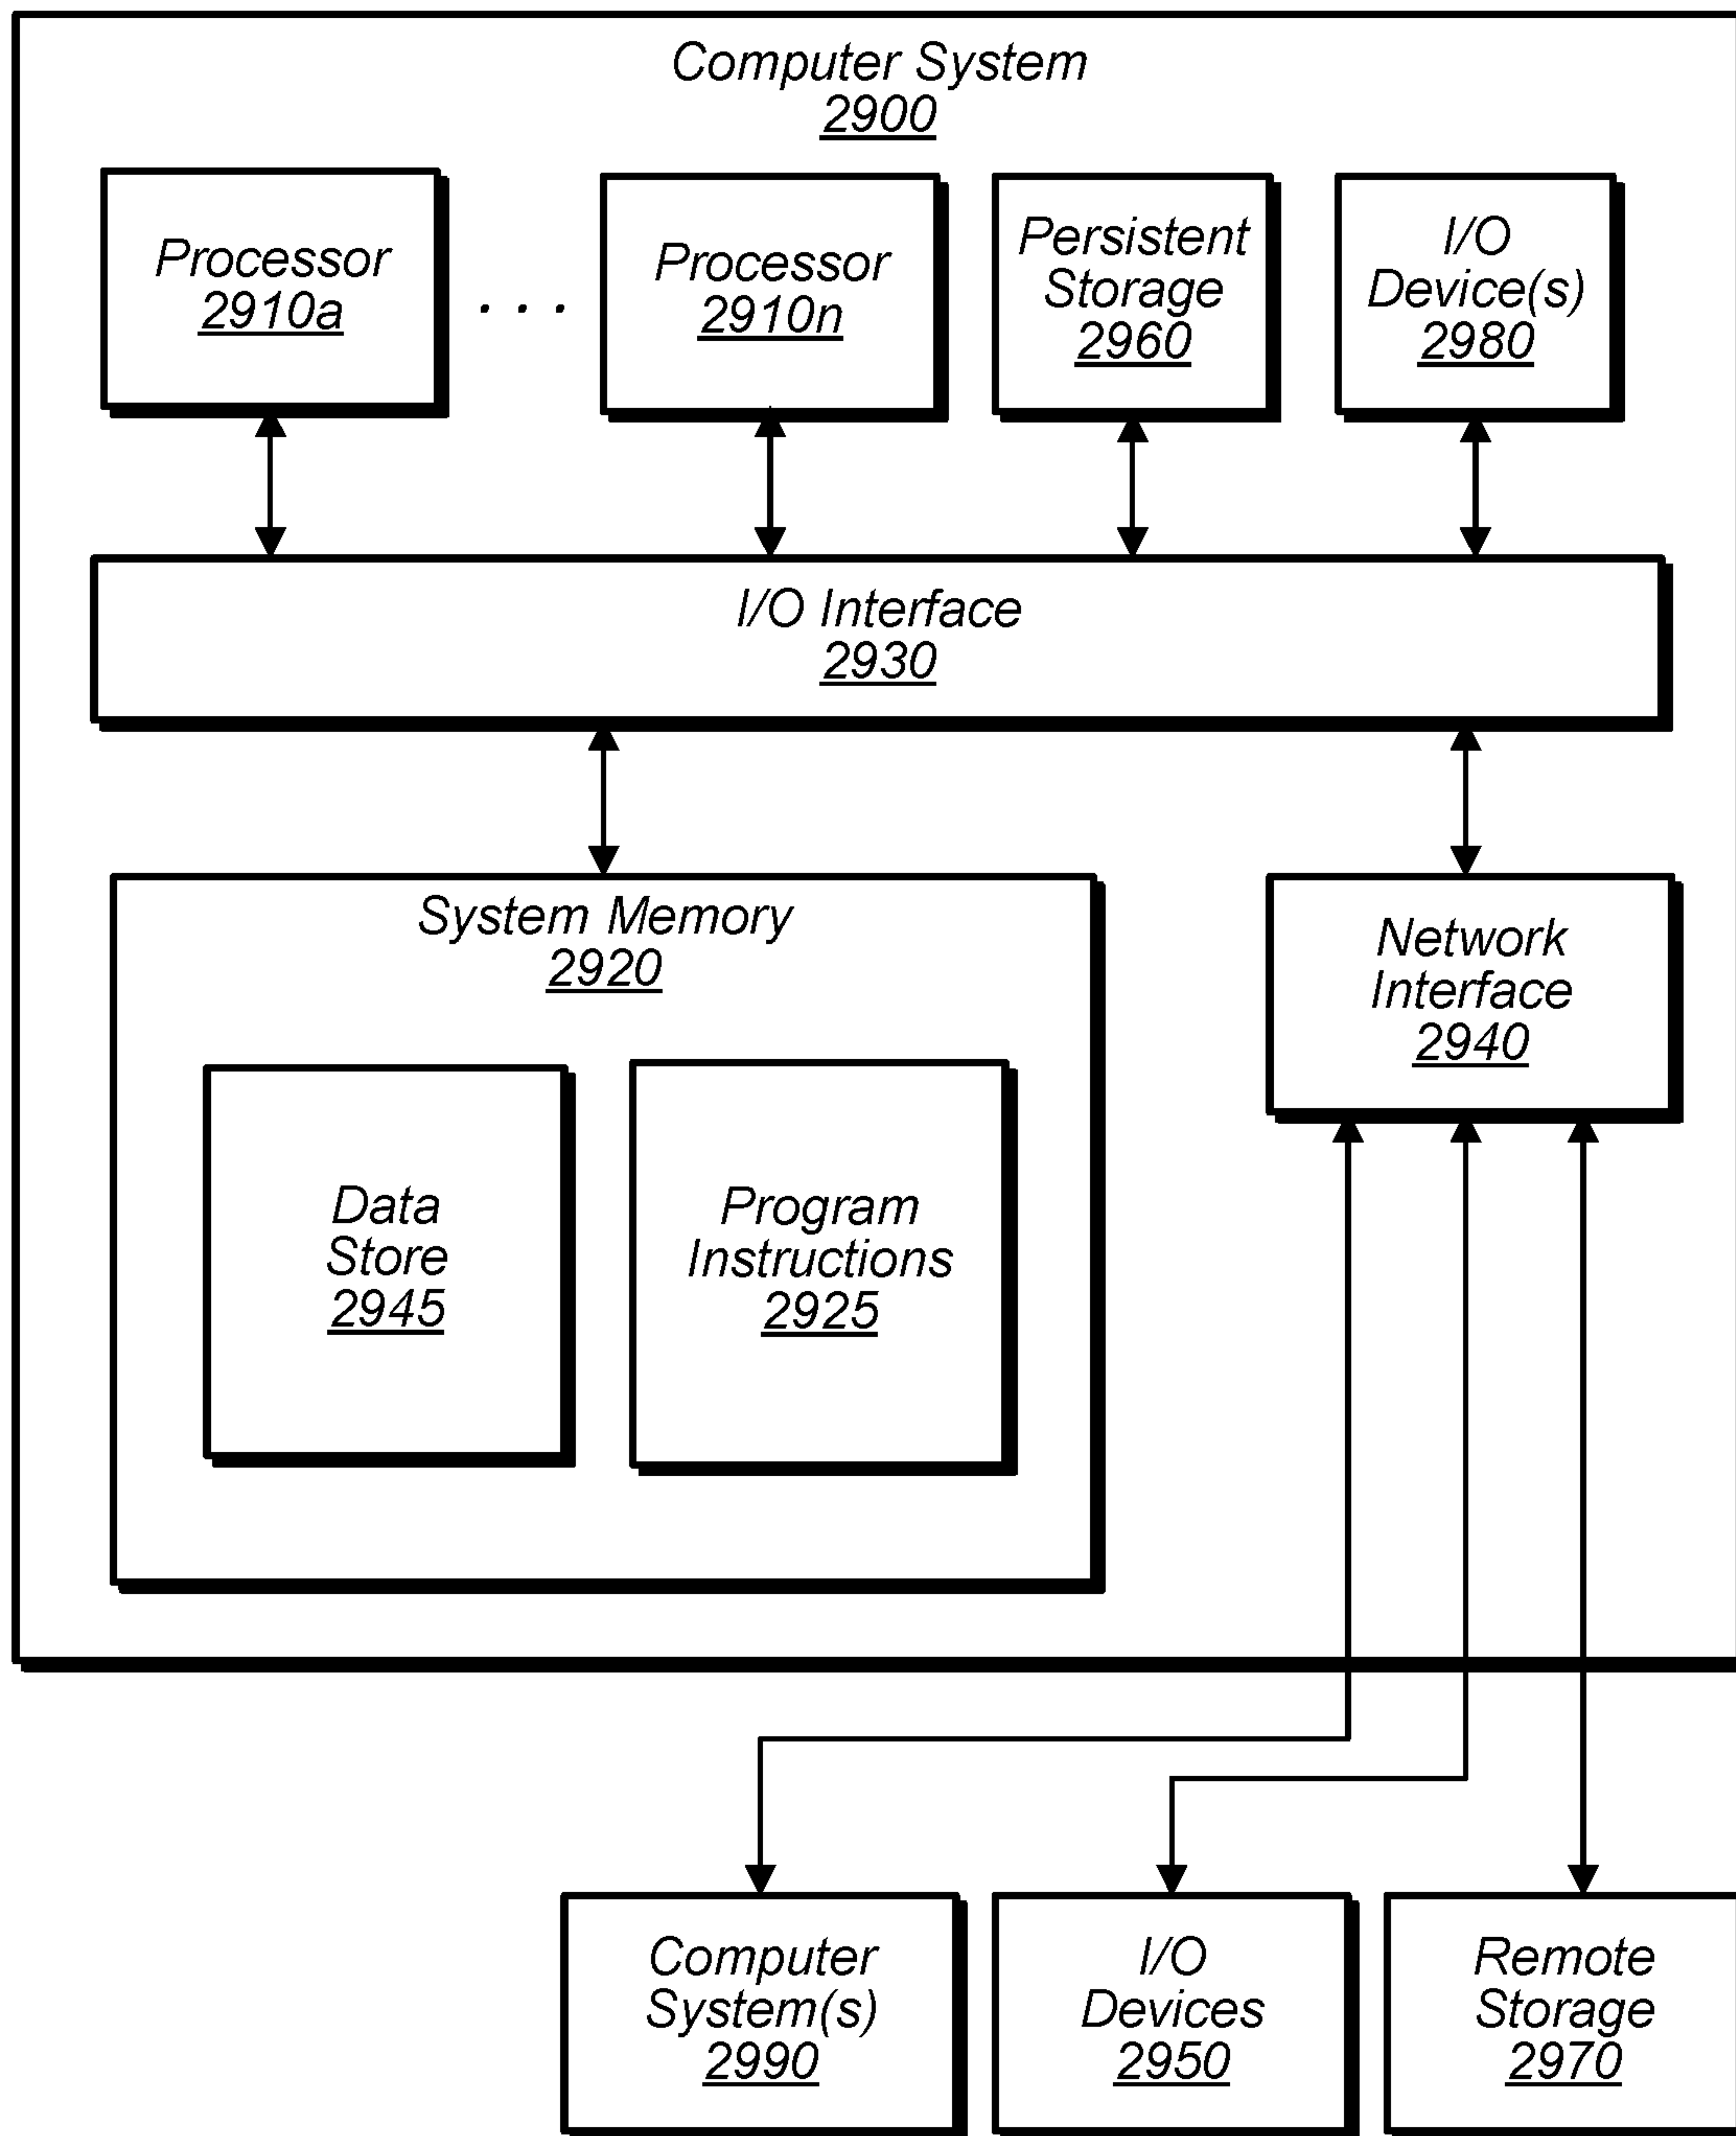 Computer System
2900
Processor
2910a
. . .
Processor
2910n
Persistent
Storage
2960
I/O
Device(s)
2980
I/O Interface
2930
System Memory
2920
Data
Store
2945
Program
Instructions
2925
Network
Interface
2940
Computer
System(s)
2990
I/O
Devices
2950
Remote
Storage
2970